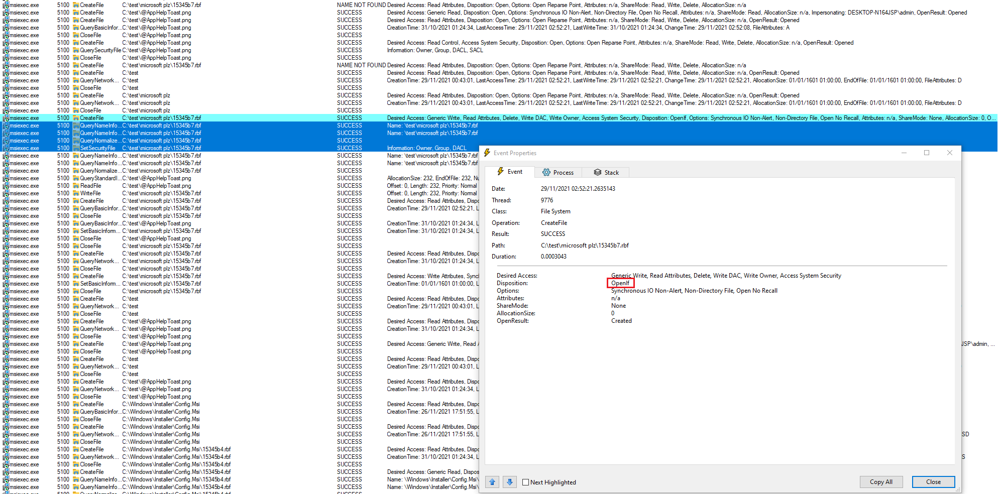 msiexec.exe 5100 CreateFile C:\test\microsoft plz\15345b7.rbf NAME NOT FOUND Desired Access: Read Attributes, Disposition: Open, Options: Open Reparse Point, Attributes: n/a, ShareMode: Read, Write, Delete, AllocationSize: n/a
msiexec.exe 5100 CreateFile C:\test\@AppHelpToast.png SUCCESS Desired Access: Generic Read, Disposition: Open, Options: Synchronous IO Non-Alert, Non-Directory File, Open No Recall, Attributes: n/a, ShareMode: Read, AllocationSize: n/a, Impersonating: DESKTOP-N164JSP\admin, OpenResult: Opened
msiexec.exe 5100 CreateFile C:\test\@AppHelpToast.png SUCCESS Desired Access: Read Attributes, Disposition: Open, Options: Open Reparse Point, Attributes: n/a, ShareMode: Read, Write, Delete, AllocationSize: n/a, OpenResult: Opened
msiexec.exe 5100 QueryBasicInfor... C:\test\@AppHelpToast.png SUCCESS CreationTime: 31/10/2021 01:24:34, LastAccessTime: 29/11/2021 02:52:21, LastWriteTime: 31/10/2021 01:24:34, ChangeTime: 29/11/2021 02:52:08, FileAttributes: A
msiexec.exe 5100 CloseFile C:\test\@AppHelpToast.png SUCCESS
msiexec.exe 5100 CreateFile C:\test\@AppHelpToast.png SUCCESS Desired Access: Read Control, Access System Security, Disposition: Open, Options: Open Reparse Point, Attributes: n/a, ShareMode: Read, Write, Delete, AllocationSize: n/a, OpenResult: Opened
msiexec.exe 5100 QuerySecurityFile C:\test\@AppHelpToast.png SUCCESS Information: Owner, Group, DACL, SACL
msiexec.exe 5100 CloseFile C:\test\@AppHelpToast.png SUCCESS
msiexec.exe 5100 CreateFile C:\test\microsoft plz\15345b7.rbf NAME NOT FOUND Desired Access: Read Attributes, Disposition: Open, Options: Open Reparse Point, Attributes: n/a, ShareMode: Read, Write, Delete, AllocationSize: n/a
msiexec.exe 5100 CreateFile C:\test SUCCESS Desired Access: Read Attributes, Disposition: Open, Options: Open Reparse Point, Attributes: n/a, ShareMode: Read, Write, Delete, AllocationSize: n/a, OpenResult: Opened
msiexec.exe 5100 QueryNetwork... C:\test SUCCESS CreationTime: 29/11/2021 00:43:01, LastAccessTime: 29/11/2021 02:52:21, LastWriteTime: 29/11/2021 02:52:21, ChangeTime: 29/11/2021 02:52:21, AllocationSize: 01/01/1601 01:00:00, EndOfFile: 01/01/1601 01:00:00, FileAttributes: D
msiexec.exe 5100 CloseFile C:\test SUCCESS
msiexec.exe 5100 CreateFile C:\test\microsoft plz SUCCESS Desired Access: Read Attributes, Disposition: Open, Options: Open Reparse Point, Attributes: n/a, ShareMode: Read, Write, Delete, AllocationSize: n/a, OpenResult: Opened
msiexec.exe 5100 QueryNetwork... C:\test\microsoft plz SUCCESS CreationTime: 29/11/2021 00:43:01, LastAccessTime: 29/11/2021 02:52:21, LastWriteTime: 29/11/2021 02:52:21, ChangeTime: 29/11/2021 02:52:21, AllocationSize: 01/01/1601 01:00:00, EndOfFile: 01/01/1601 01:00:00, FileAttributes: D
msiexec.exe 5100 CloseFile C:\test\microsoft plz SUCCESS
msiexec.exe 5100 CreateFile C:\test\microsoft plz\15345b7.rbf SUCCESS Desired Access: Generic Write, Read Attributes, Delete, Write DAC, Write Owner, Access System Security, Disposition: OpenIf, Options: Synchronous IO Non-Alert, Non-Directory File, Open No Recall, Attributes: n/a, ShareMode: None, AllocationSize: 0, O...
msiexec.exe 5100 QueryNameInfo... C:\test\microsoft plz\15345b7.rbf SUCCESS Name: \test\microsoft plz\15345b7.rbf
msiexec.exe 5100 QueryNameInfo... C:\test\microsoft plz\15345b7.rbf SUCCESS Name: \test\microsoft plz\15345b7.rbf
msiexec.exe 5100 QueryNormalize... C:\test\microsoft plz\15345b7.rbf SUCCESS
msiexec.exe 5100 SetSecurityFile C:\test\microsoft plz\15345b7.rbf SUCCESS Information: Owner, Group, DACL
msiexec.exe 5100 QueryNameInfo... C:\test\microsoft plz\15345b7.rbf SUCCESS Name: \test\microsoft plz\15345b7.rbf
msiexec.exe 5100 QueryNameInfo... C:\test\microsoft plz\15345b7.rbf SUCCESS Name: \test\microsoft plz\15345b7.rbf
msiexec.exe 5100 QueryNormalize... C:\test\microsoft plz\15345b7.rbf SUCCESS
msiexec.exe 5100 QueryStandardI... C:\test\@AppHelpToast.png SUCCESS AllocationSize: 232, EndOfFile: 232, Nu
msiexec.exe 5100 ReadFile C:\test\@AppHelpToast.png SUCCESS Offset: 0, Length: 232, Priority: Normal
msiexec.exe 5100 WriteFile C:\test\microsoft plz\15345b7.rbf SUCCESS Offset: 0, Length: 232, Priority: Normal
msiexec.exe 5100 CreateFile C:\test\microsoft plz\15345b7.rbf SUCCESS Desired Access: Read Attributes, Dispo
msiexec.exe 5100 QueryBasicInfor... C:\test\microsoft plz\15345b7.rbf SUCCESS CreationTime: 29/11/2021 02:52:21, L
msiexec.exe 5100 CloseFile C:\test\microsoft plz\15345b7.rbf SUCCESS
msiexec.exe 5100 QueryBasicInfor... C:\test\@AppHelpToast.png SUCCESS CreationTime: 31/10/2021 01:24:34, L
msiexec.exe 5100 SetBasicInform... C:\test\microsoft plz\15345b7.rbf SUCCESS CreationTime: 31/10/2021 01:24:34, L
msiexec.exe 5100 CloseFile C:\test\@AppHelpToast.png SUCCESS
msiexec.exe 5100 CloseFile C:\test\microsoft plz\15345b7.rbf SUCCESS
msiexec.exe 5100 CreateFile C:\test\microsoft plz\15345b7.rbf SUCCESS Desired Access: Read Attributes, Dispo
msiexec.exe 5100 QueryNetwork... C:\test\microsoft plz\15345b7.rbf SUCCESS CreationTime: 31/10/2021 01:24:34, L
msiexec.exe 5100 CloseFile C:\test\microsoft plz\15345b7.rbf SUCCESS
msiexec.exe 5100 CreateFile C:\test\microsoft plz\15345b7.rbf SUCCESS Desired Access: Write Attributes, Sync
msiexec.exe 5100 SetBasicInform... C:\test\microsoft plz\15345b7.rbf SUCCESS CreationTime: 01/01/1601 01:00:00, L
msiexec.exe 5100 CloseFile C:\test\microsoft plz\15345b7.rbf SUCCESS
msiexec.exe 5100 CreateFile C:\test SUCCESS Desired Access: Read Attributes, Dispo
msiexec.exe 5100 QueryNetwork... C:\test SUCCESS CreationTime: 29/11/2021 00:43:01, L
msiexec.exe 5100 CloseFile C:\test SUCCESS
msiexec.exe 5100 CreateFile C:\test\@AppHelpToast.png SUCCESS Desired Access: Read Attributes, Dispo
msiexec.exe 5100 QueryNetwork... C:\test\@AppHelpToast.png SUCCESS CreationTime: 31/10/2021 01:24:34, L
msiexec.exe 5100 CloseFile C:\test\@AppHelpToast.png SUCCESS
msiexec.exe 5100 CreateFile C:\test\@AppHelpToast.png SUCCESS Desired Access: Generic Write, Read A JSP\admin, ...
msiexec.exe 5100 CloseFile C:\test\@AppHelpToast.png SUCCESS
msiexec.exe 5100 CreateFile C:\test SUCCESS Desired Access: Read Attributes, Dispo
msiexec.exe 5100 QueryNetwork... C:\test SUCCESS CreationTime: 29/11/2021 00:43:01, L
msiexec.exe 5100 CloseFile C:\test SUCCESS
msiexec.exe 5100 CreateFile C:\test\@AppHelpToast.png SUCCESS Desired Access: Read Attributes, Dispo
msiexec.exe 5100 QueryNetwork... C:\test\@AppHelpToast.png SUCCESS CreationTime: 31/10/2021 01:24:34, L
msiexec.exe 5100 CloseFile C:\test\@AppHelpToast.png SUCCESS
msiexec.exe 5100 CreateFile C:\Windows\Installer\Config.Msi SUCCESS Desired Access: Read Attributes, Dispo
msiexec.exe 5100 QueryBasicInfor... C:\Windows\Installer\Config.Msi SUCCESS CreationTime: 26/11/2021 17:51:55, L
msiexec.exe 5100 CloseFile C:\Windows\Installer\Config.Msi SUCCESS
msiexec.exe 5100 CreateFile C:\Windows\Installer\Config.Msi SUCCESS Desired Access: Read Attributes, Dispo
msiexec.exe 5100 QueryNetwork... C:\Windows\Installer\Config.Msi SUCCESS CreationTime: 26/11/2021 17:51:55, L SD
msiexec.exe 5100 CloseFile C:\Windows\Installer\Config.Msi SUCCESS
msiexec.exe 5100 CreateFile C:\Windows\Installer\Config.Msi\15345b4.rbf SUCCESS Desired Access: Read Attributes, Dispo
msiexec.exe 5100 QueryNetwork... C:\Windows\Installer\Config.Msi\15345b4.rbf SUCCESS CreationTime: 31/10/2021 01:24:34, L S
msiexec.exe 5100 CloseFile C:\Windows\Installer\Config.Msi\15345b4.rbf SUCCESS
msiexec.exe 5100 CreateFile C:\Windows\Installer\Config.Msi\15345b4.rbf SUCCESS Desired Access: Generic Read, Dispos
msiexec.exe 5100 QueryNameInfo... C:\Windows\Installer\Config.Msi\15345b4.rbf SUCCESS Name: \Windows\Installer\Config.Msi\
msiexec.exe 5100 QueryNameInfo... C:\Windows\Installer\Config.Msi\15345b4.rbf SUCCESS Name: \Windows\Installer\Config.Msi\
msiexec.exe 5100 QueryNormalize... C:\Windows\Installer\Config.Msi\15345b4.rbf SUCCESS
Event Properties
Event Process Stack
Date: 29/11/2021 02:52:21.2635143
Thread: 9776
Class: File System
Operation: CreateFile
Result: SUCCESS
Path: C:\test\microsoft plz\15345b7.rbf
Duration: 0.0003043
Desired Access: Generic Write, Read Attributes, Delete, Write DAC, Write Owner, Access System Security
Disposition: OpenIf
Options: Synchronous IO Non-Alert, Non-Directory File, Open No Recall
Attributes: n/a
ShareMode: None
AllocationSize: 0
OpenResult: Created
Next Highlighted
Copy All
Close